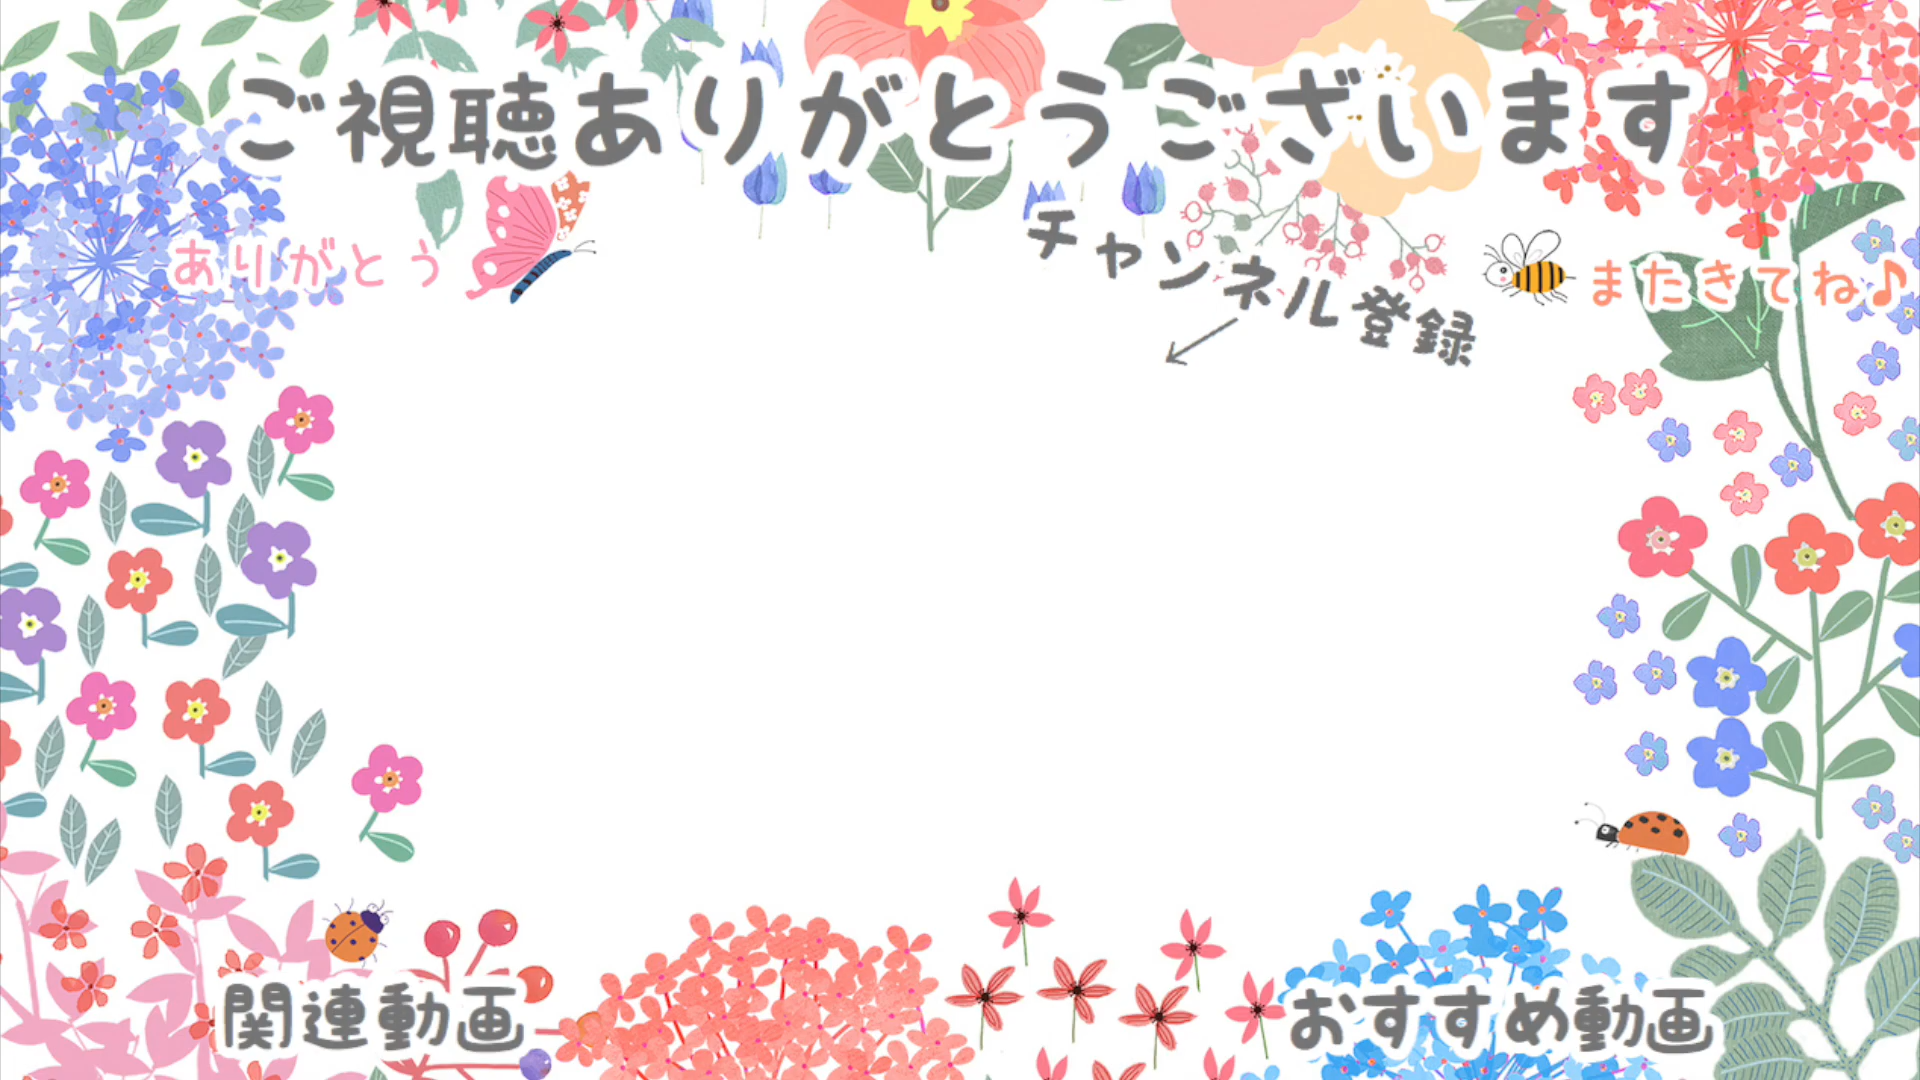 ご視聴ありがとうございます
ありがとう
チャンネル登録
またきてね♪
関連動画
おすすめ動画